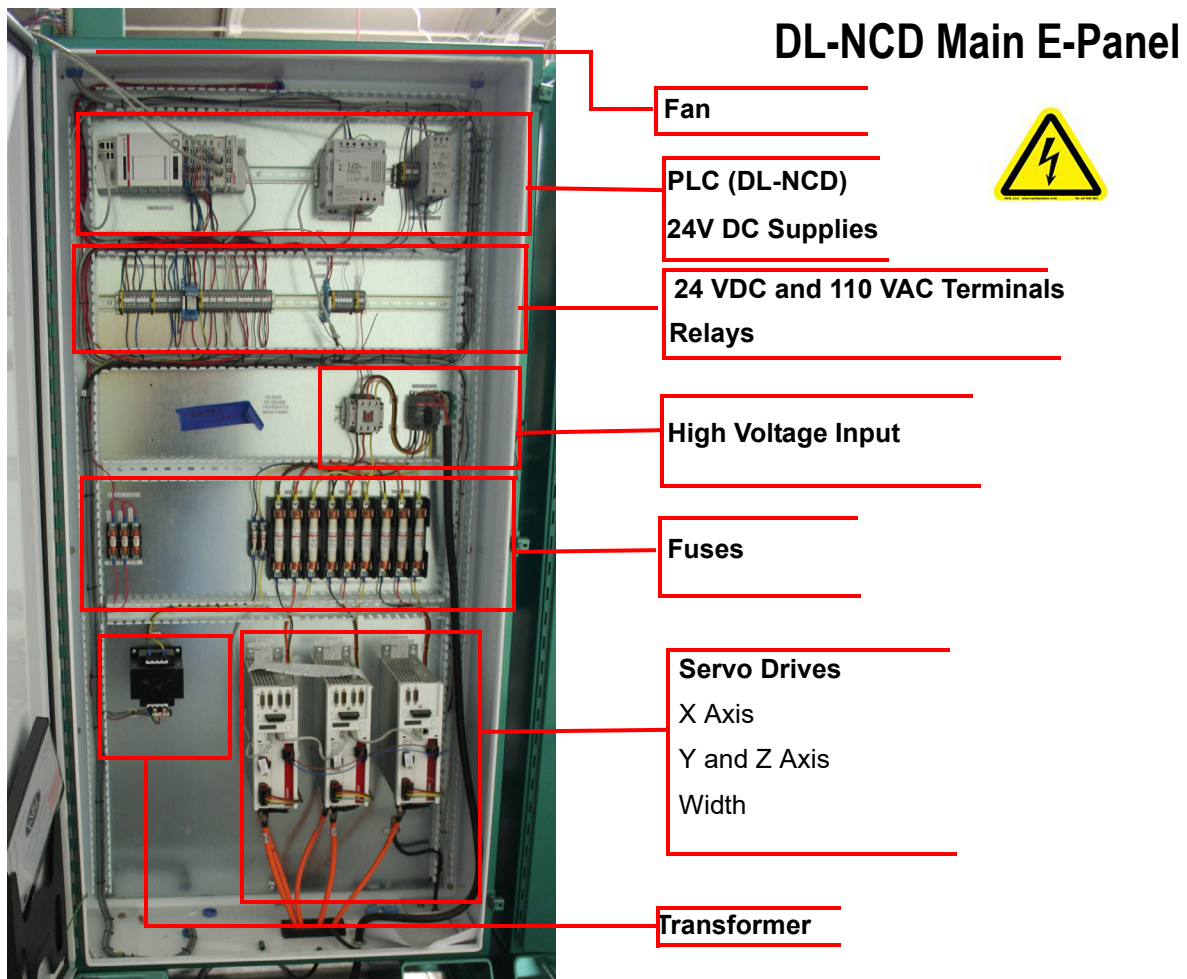 DL-NCD Main E-Panel
Fan
PLC (DL-NCD)
24V DC Supplies
24 VDC and 110 VAC Terminals
Relays
High Voltage Input
Fuses
Servo Drives
X Axis
Y and Z Axis
Width
Transformer